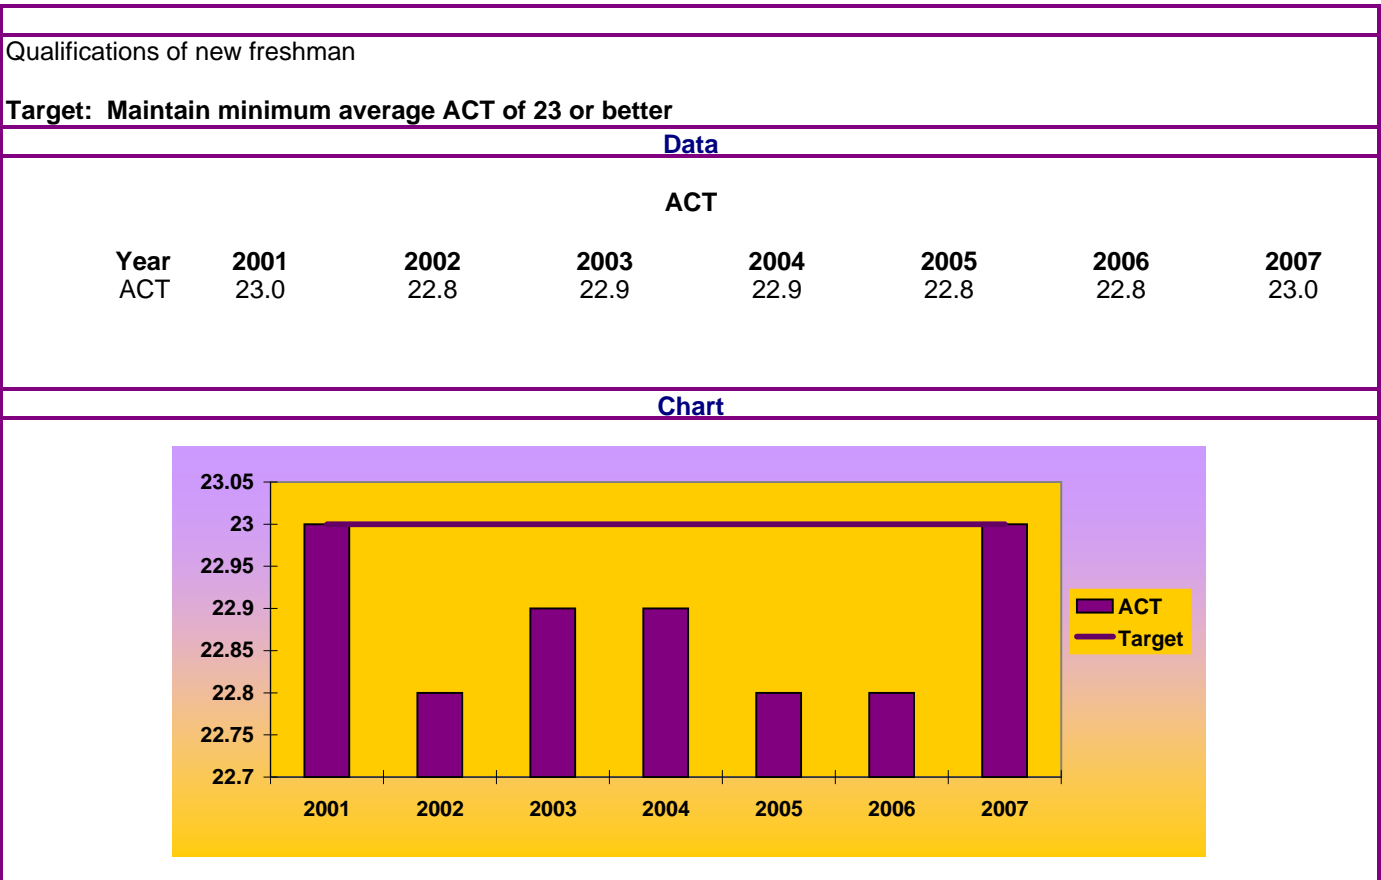 Qualifications of new freshman
Target:  Maintain minimum average ACT of 23 or better
Data
ACT
Year 2001 2002 2003 2004 2005 2006 2007
ACT 23.0 22.8 22.9 22.9 22.8 22.8 23.0
Chart
23.05
23
22.95
22.9
22.85
22.8
22.75
22.7
2001 2002 2003 2004 2005 2006 2007
ACT
Target